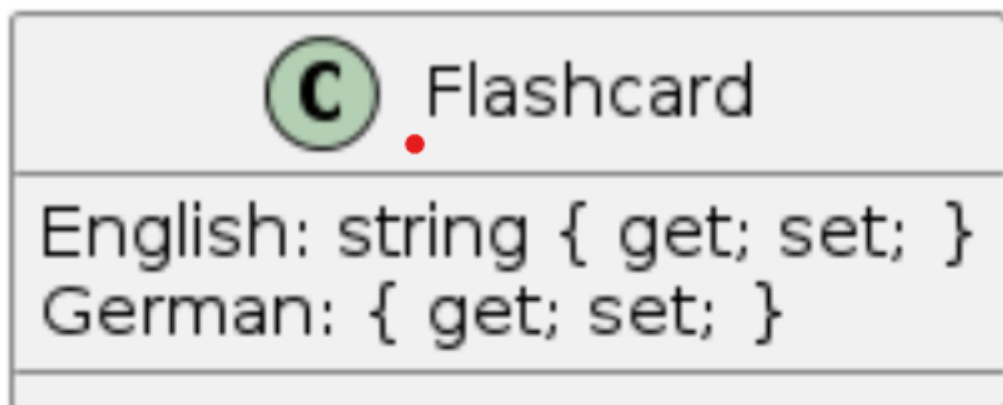 C Flashcard
English: string { get; set; }
German: { get; set; }